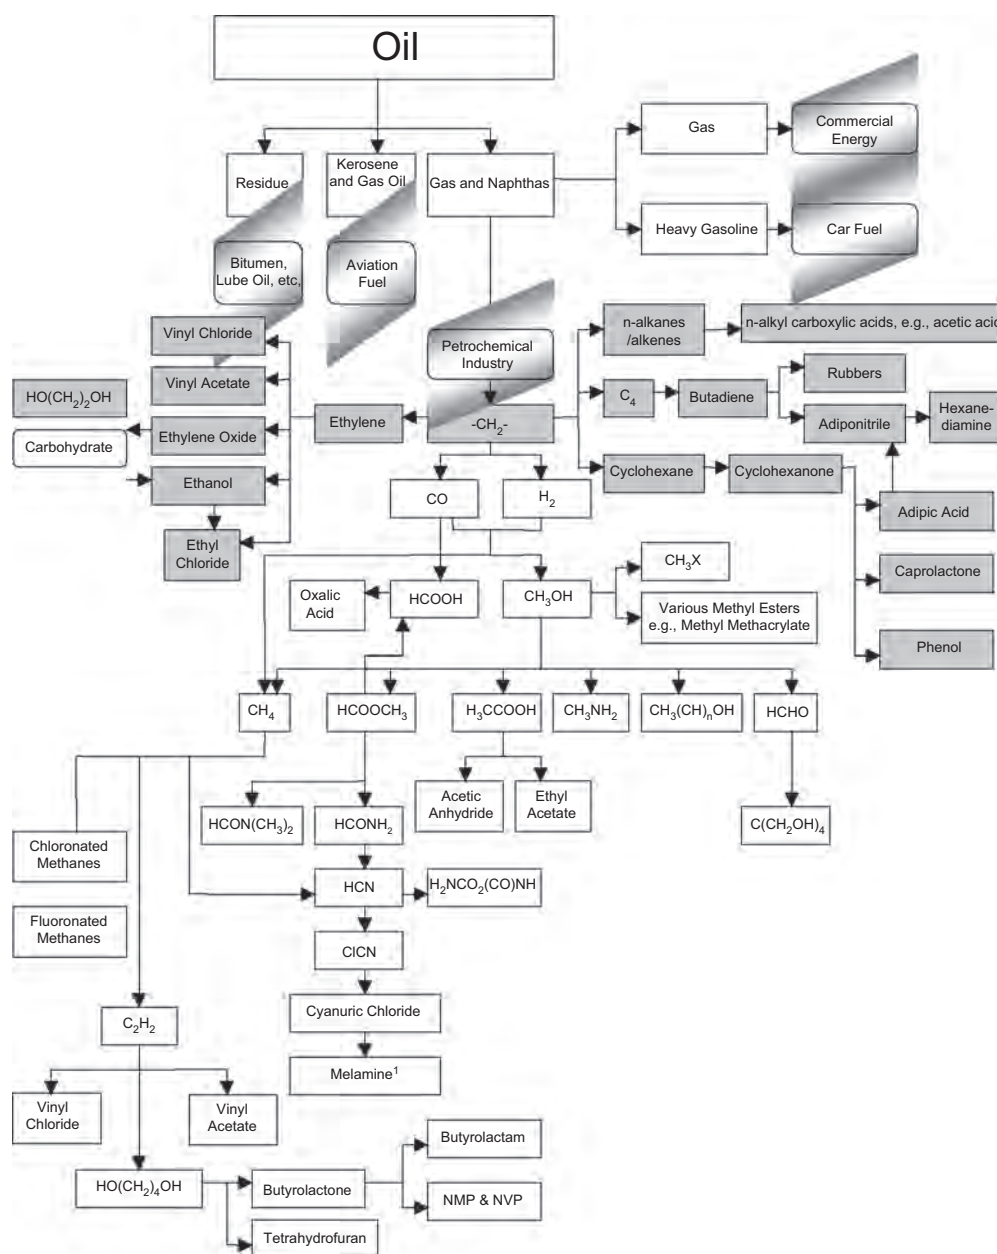 Oil
Gas
Commercial
Energy
Residue
Kerosene
and Gas Oil
Gas and Naphthas
Heavy Gasoline
Car Fuel
Bitumen,
Lube Oil, etc,
Aviation
Fuel
Vinyl Chloride
Petrochemical
Industry
n-alkanes
/alkenes
n-alkyl carboxylic acids, e.g., acetic acid
HO(CH₂)₂OH
Vinyl Acetate
C₄
Butadiene
Rubbers
Carbohydrate
Ethylene Oxide
Ethylene
-CH₂-
Adiponitrile
Hexane-
diamine
Ethanol
CO
H₂
Cyclohexane
Cyclohexanone
Adipic Acid
Ethyl
Chloride
Oxalic
Acid
HCOOH
CH₃OH
CH₃X
Various Methyl Esters
e.g., Methyl Methacrylate
Caprolactone
Phenol
CH₄
HCOOCH₃
H₃CCOOH
CH₃NH₂
CH₃(CH)ₙOH
HCHO
Acetic
Anhydride
Ethyl
Acetate
HCON(CH₃)₂
HCONH₂
C(CH₂OH)₄
Chloronated
Methanes
HCN
H₂NCO₂(CO)NH
Fluoronated
Methanes
ClCN
C₂H₂
Cyanuric Chloride
Melamine¹
Vinyl
Chloride
Vinyl
Acetate
HO(CH₂)₄OH
Butyrolactone
Butyrolactam
NMP & NVP
Tetrahydrofuran